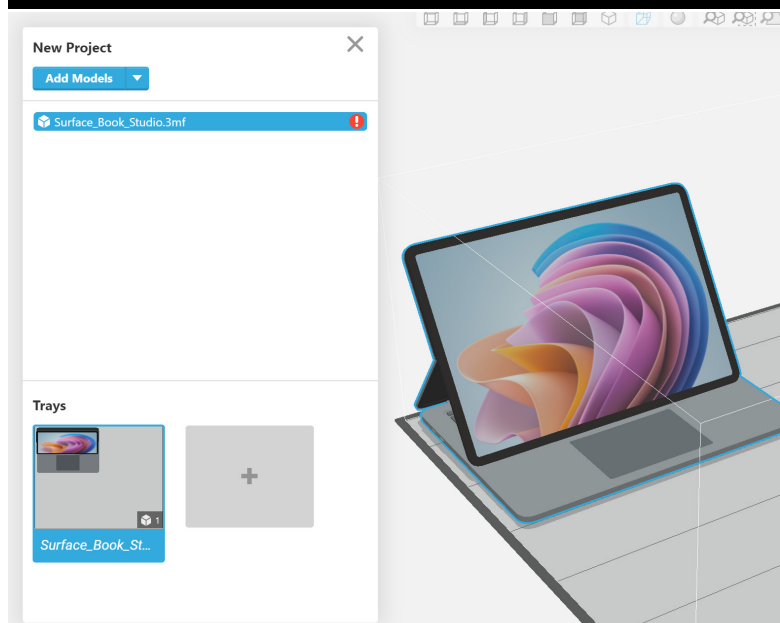 New Project
Add Models
Surface_Book_Studio.3mf
Trays
1
Surface_Book_St...